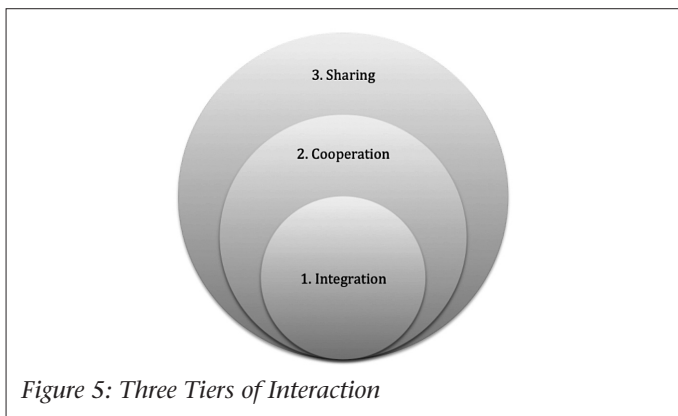 3. Sharing
2. Cooperation
1. Integration
Figure 5: Three Tiers of Interaction